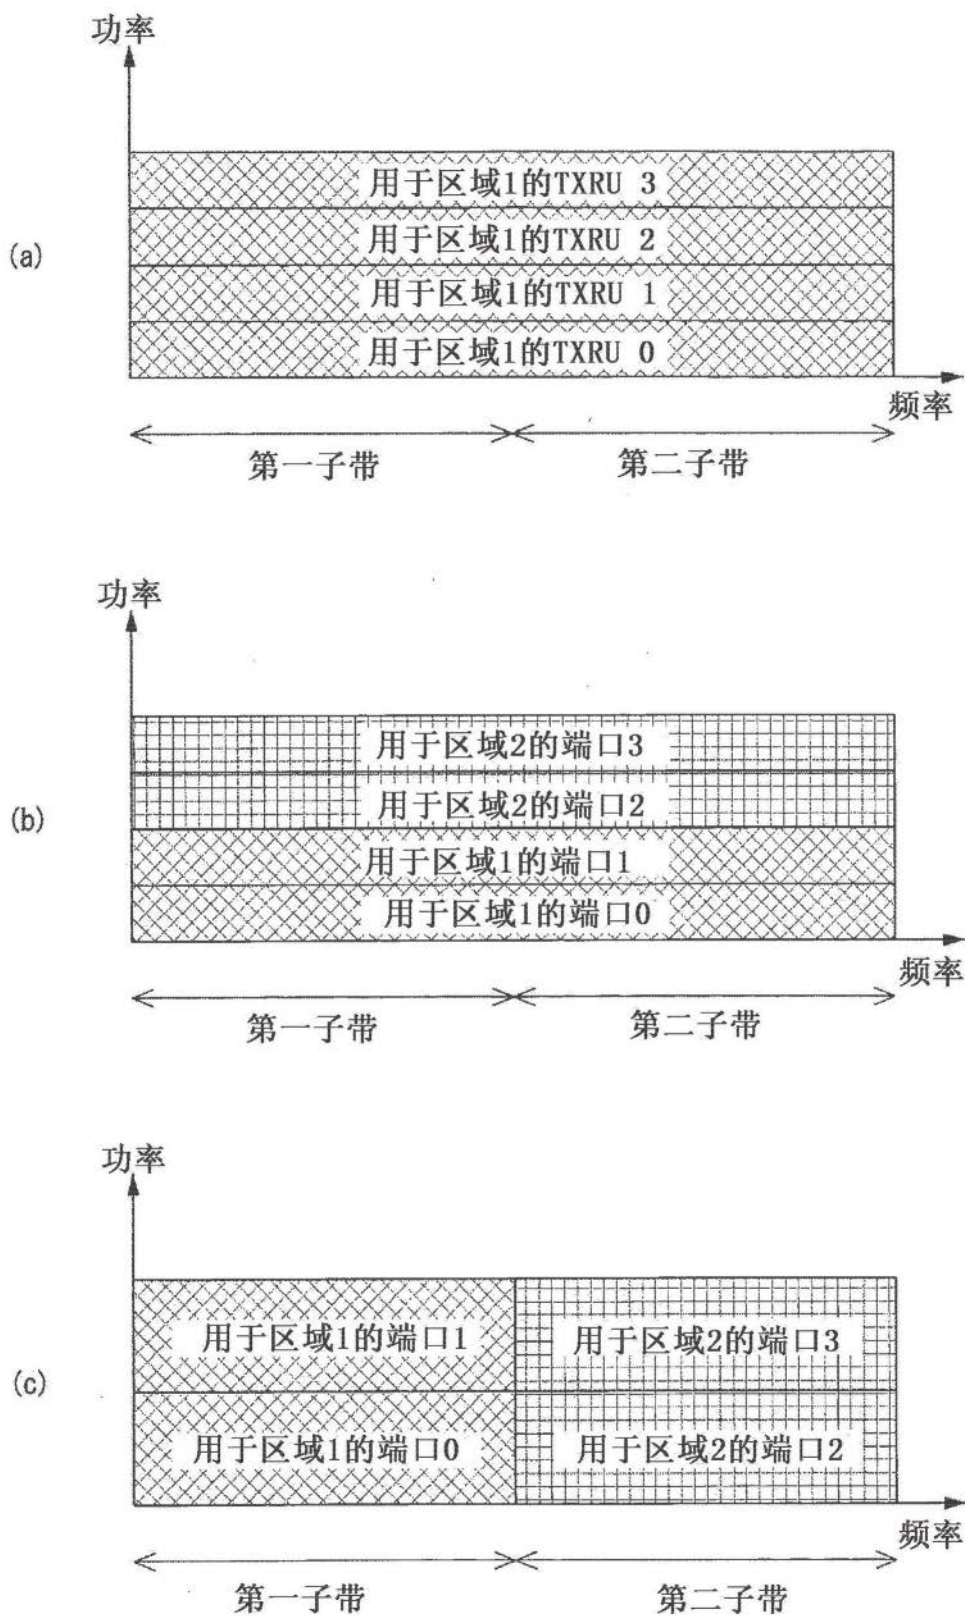 功率
用于区域1的TXRU 3
用于区域1的TXRU 2
(a)
用于区域1的TXRU 1
用于区域1的TXRU 0
频率
第一子带
第二子带
功率
用于区域2的端口3
用于区域2的端口2
(b)
用于区域1的端口1
用于区域1的端口0
频率
第一子带
第二子带
功率
用于区域1的端口1
用于区域2的端口3
(c)
用于区域1的端口0
用于区域2的端口2
频率
第一子带
第二子带